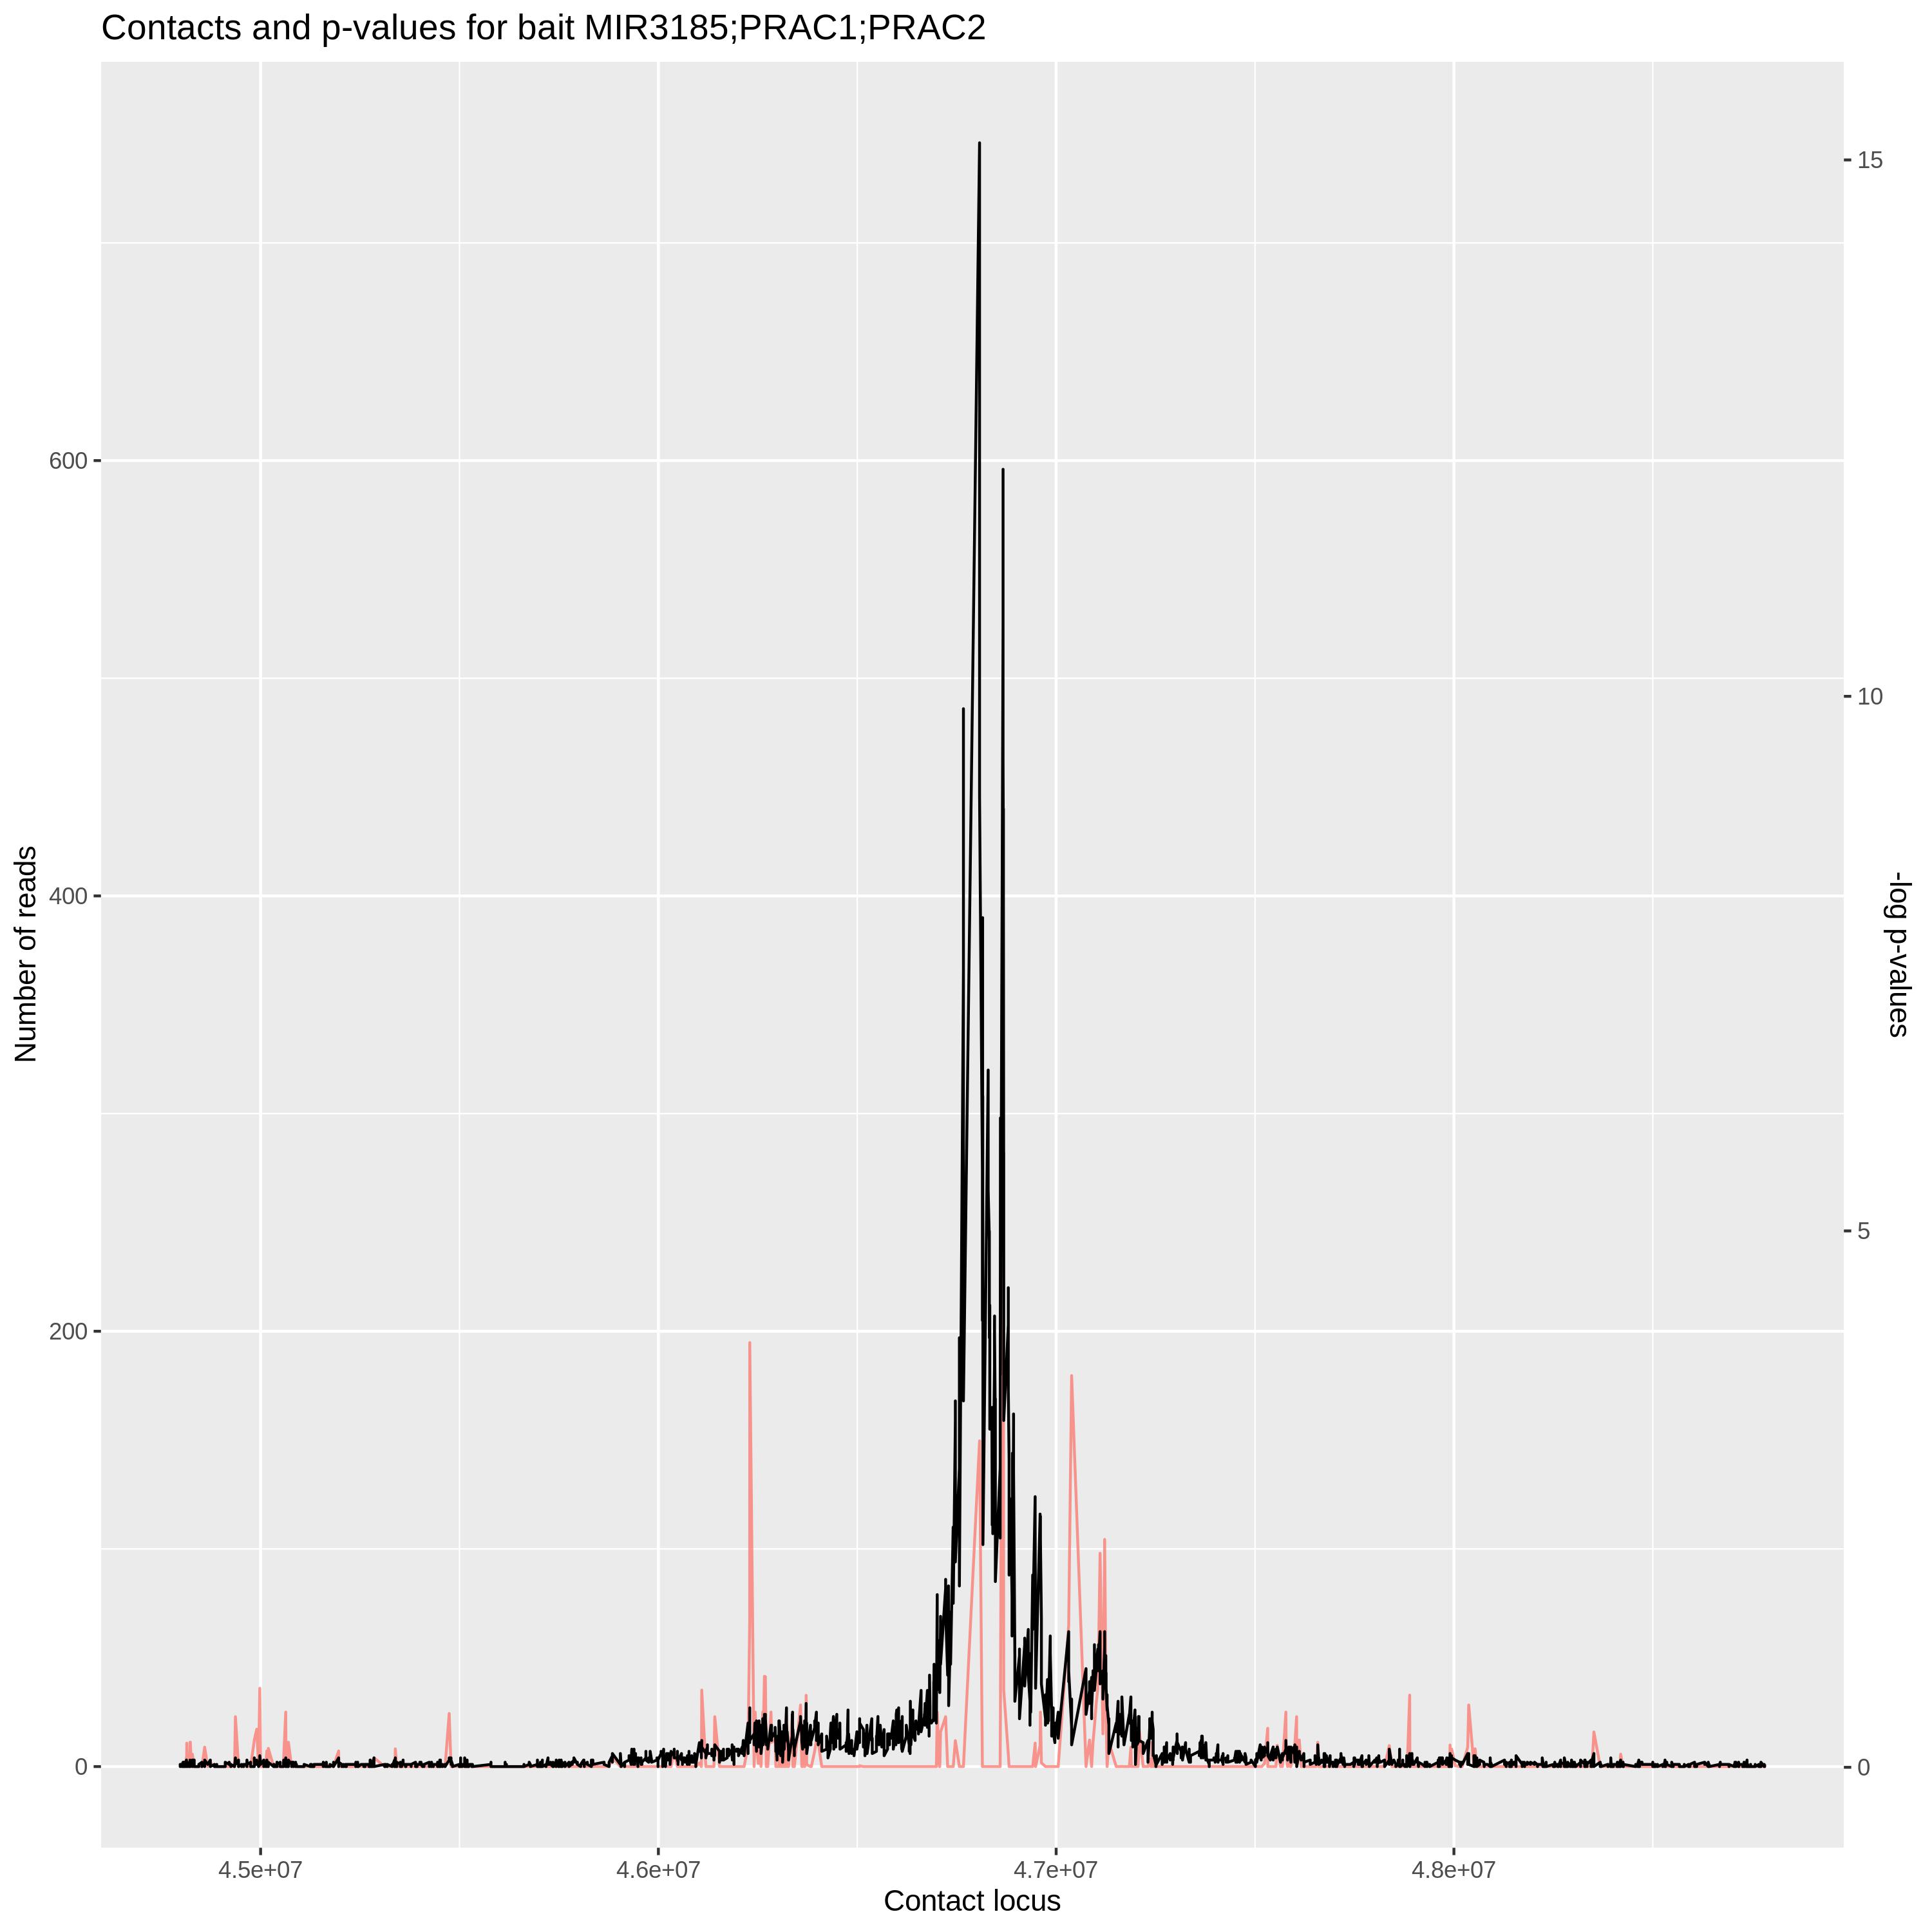 Contacts and p-values for bait MIR3185;PRAC1;PRAC2
15
600
10
400
Number of reads
-log p-values
5
200
0
0
4.5e+07
4.6e+07
4.7e+07
4.8e+07
Contact locus